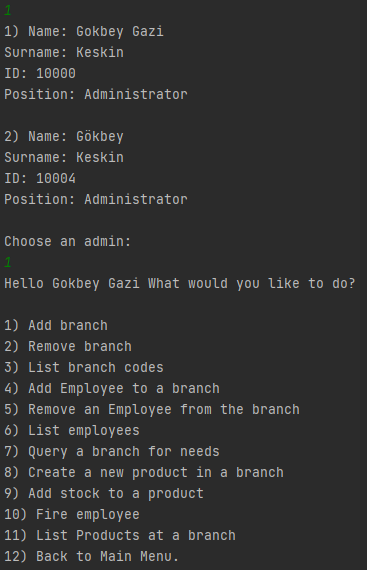 1
1) Name: Gokbey Gazi
Surname: Keskin
ID: 10000
Position: Administrator
2) Name: Gökbey
Surname: Keskin
ID: 10004
Position: Administrator
Choose an admin:
1
Hello Gokbey Gazi What would you like to do?
1) Add branch
2) Remove branch
3) List branch codes
4) Add Employee to a branch
5) Remove an Employee from the branch
6) List employees
7) Query a branch for needs
8) Create a new product in a branch
9) Add stock to a product
10) Fire employee
11) List Products at a branch
12) Back to Main Menu.